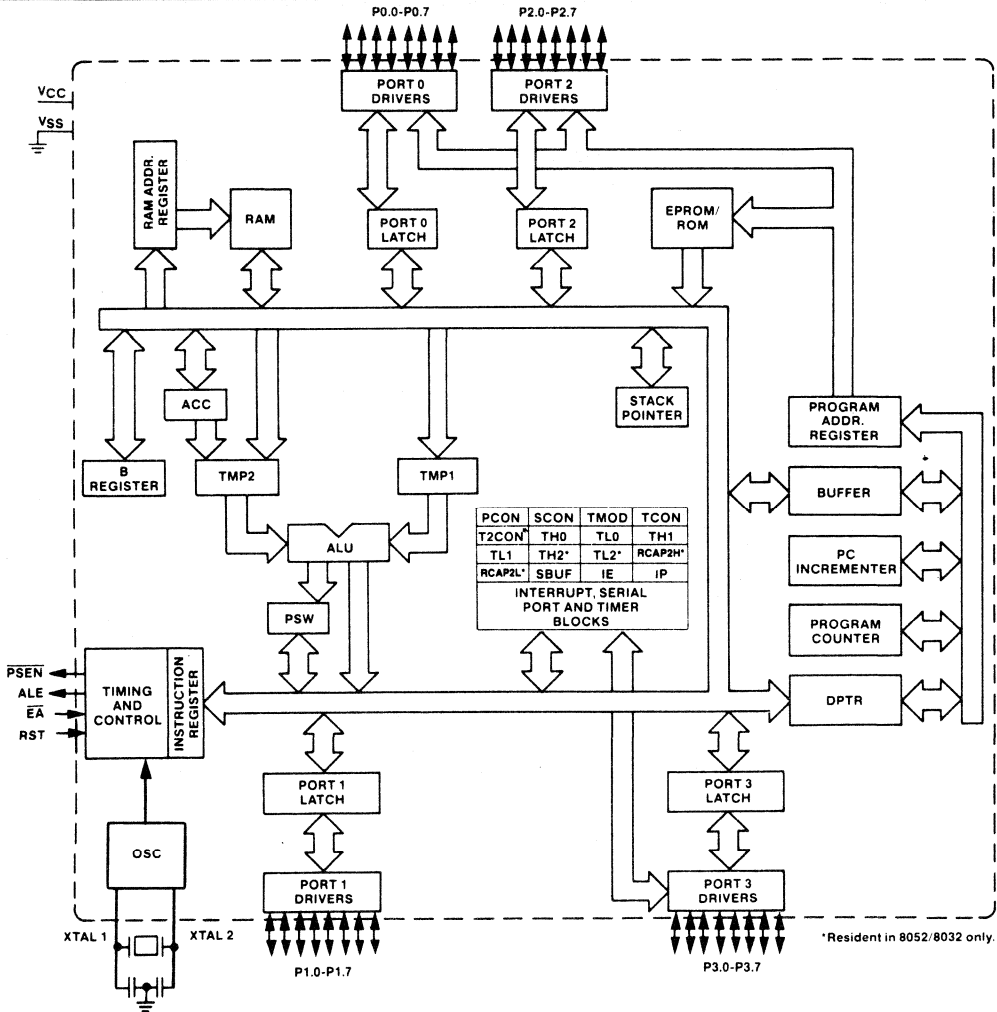 P0.0-P0.7
P2.0-P2.7
VCC
VSS
PORT 0
DRIVERS
PORT 2
DRIVERS
RAM ADDR.
REGISTER
RAM
PORT 0
LATCH
PORT 2
LATCH
EPROM/
ROM
ACC
STACK
POINTER
PROGRAM
ADDR.
REGISTER
B
REGISTER
TMP2
TMP1
BUFFER
PCON SCON TMOD TCON
T2CON* TH0 TL0 TH1
TL1 TH2* TL2* RCAP2H*
RCAP2L* SBUF IE IP
INTERRUPT, SERIAL
PORT AND TIMER
BLOCKS
ALU
PC
INCREMENTER
PSW
PROGRAM
COUNTER
PSEN
ALE
EA
RST
TIMING
AND
CONTROL
INSTRUCTION
REGISTER
DPTR
PORT 1
LATCH
PORT 3
LATCH
OSC
PORT 1
DRIVERS
PORT 3
DRIVERS
XTAL 1
XTAL 2
*Resident in 8052/8032 only.
P1.0-P1.7
P3.0-P3.7